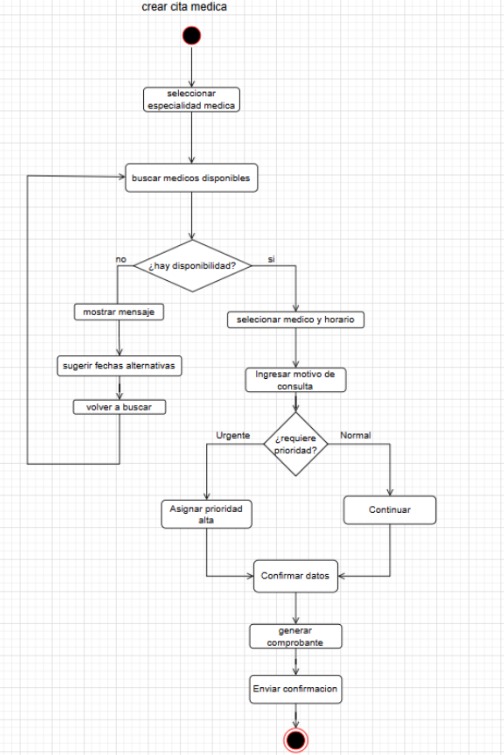 crear cita medica
seleccionar
especialidad medica
buscar medicos disponibles
¿hay disponibilidad?
no
si
mostrar mensaje
selecionar medico y horario
sugerir fechas alternativas
Ingresar motivo de
consulta
volver a buscar
¿requiere
prioridad?
Urgente
Normal
Asignar prioridad
alta
Continuar
Confirmar datos
generar
comprobante
Enviar confirmacion